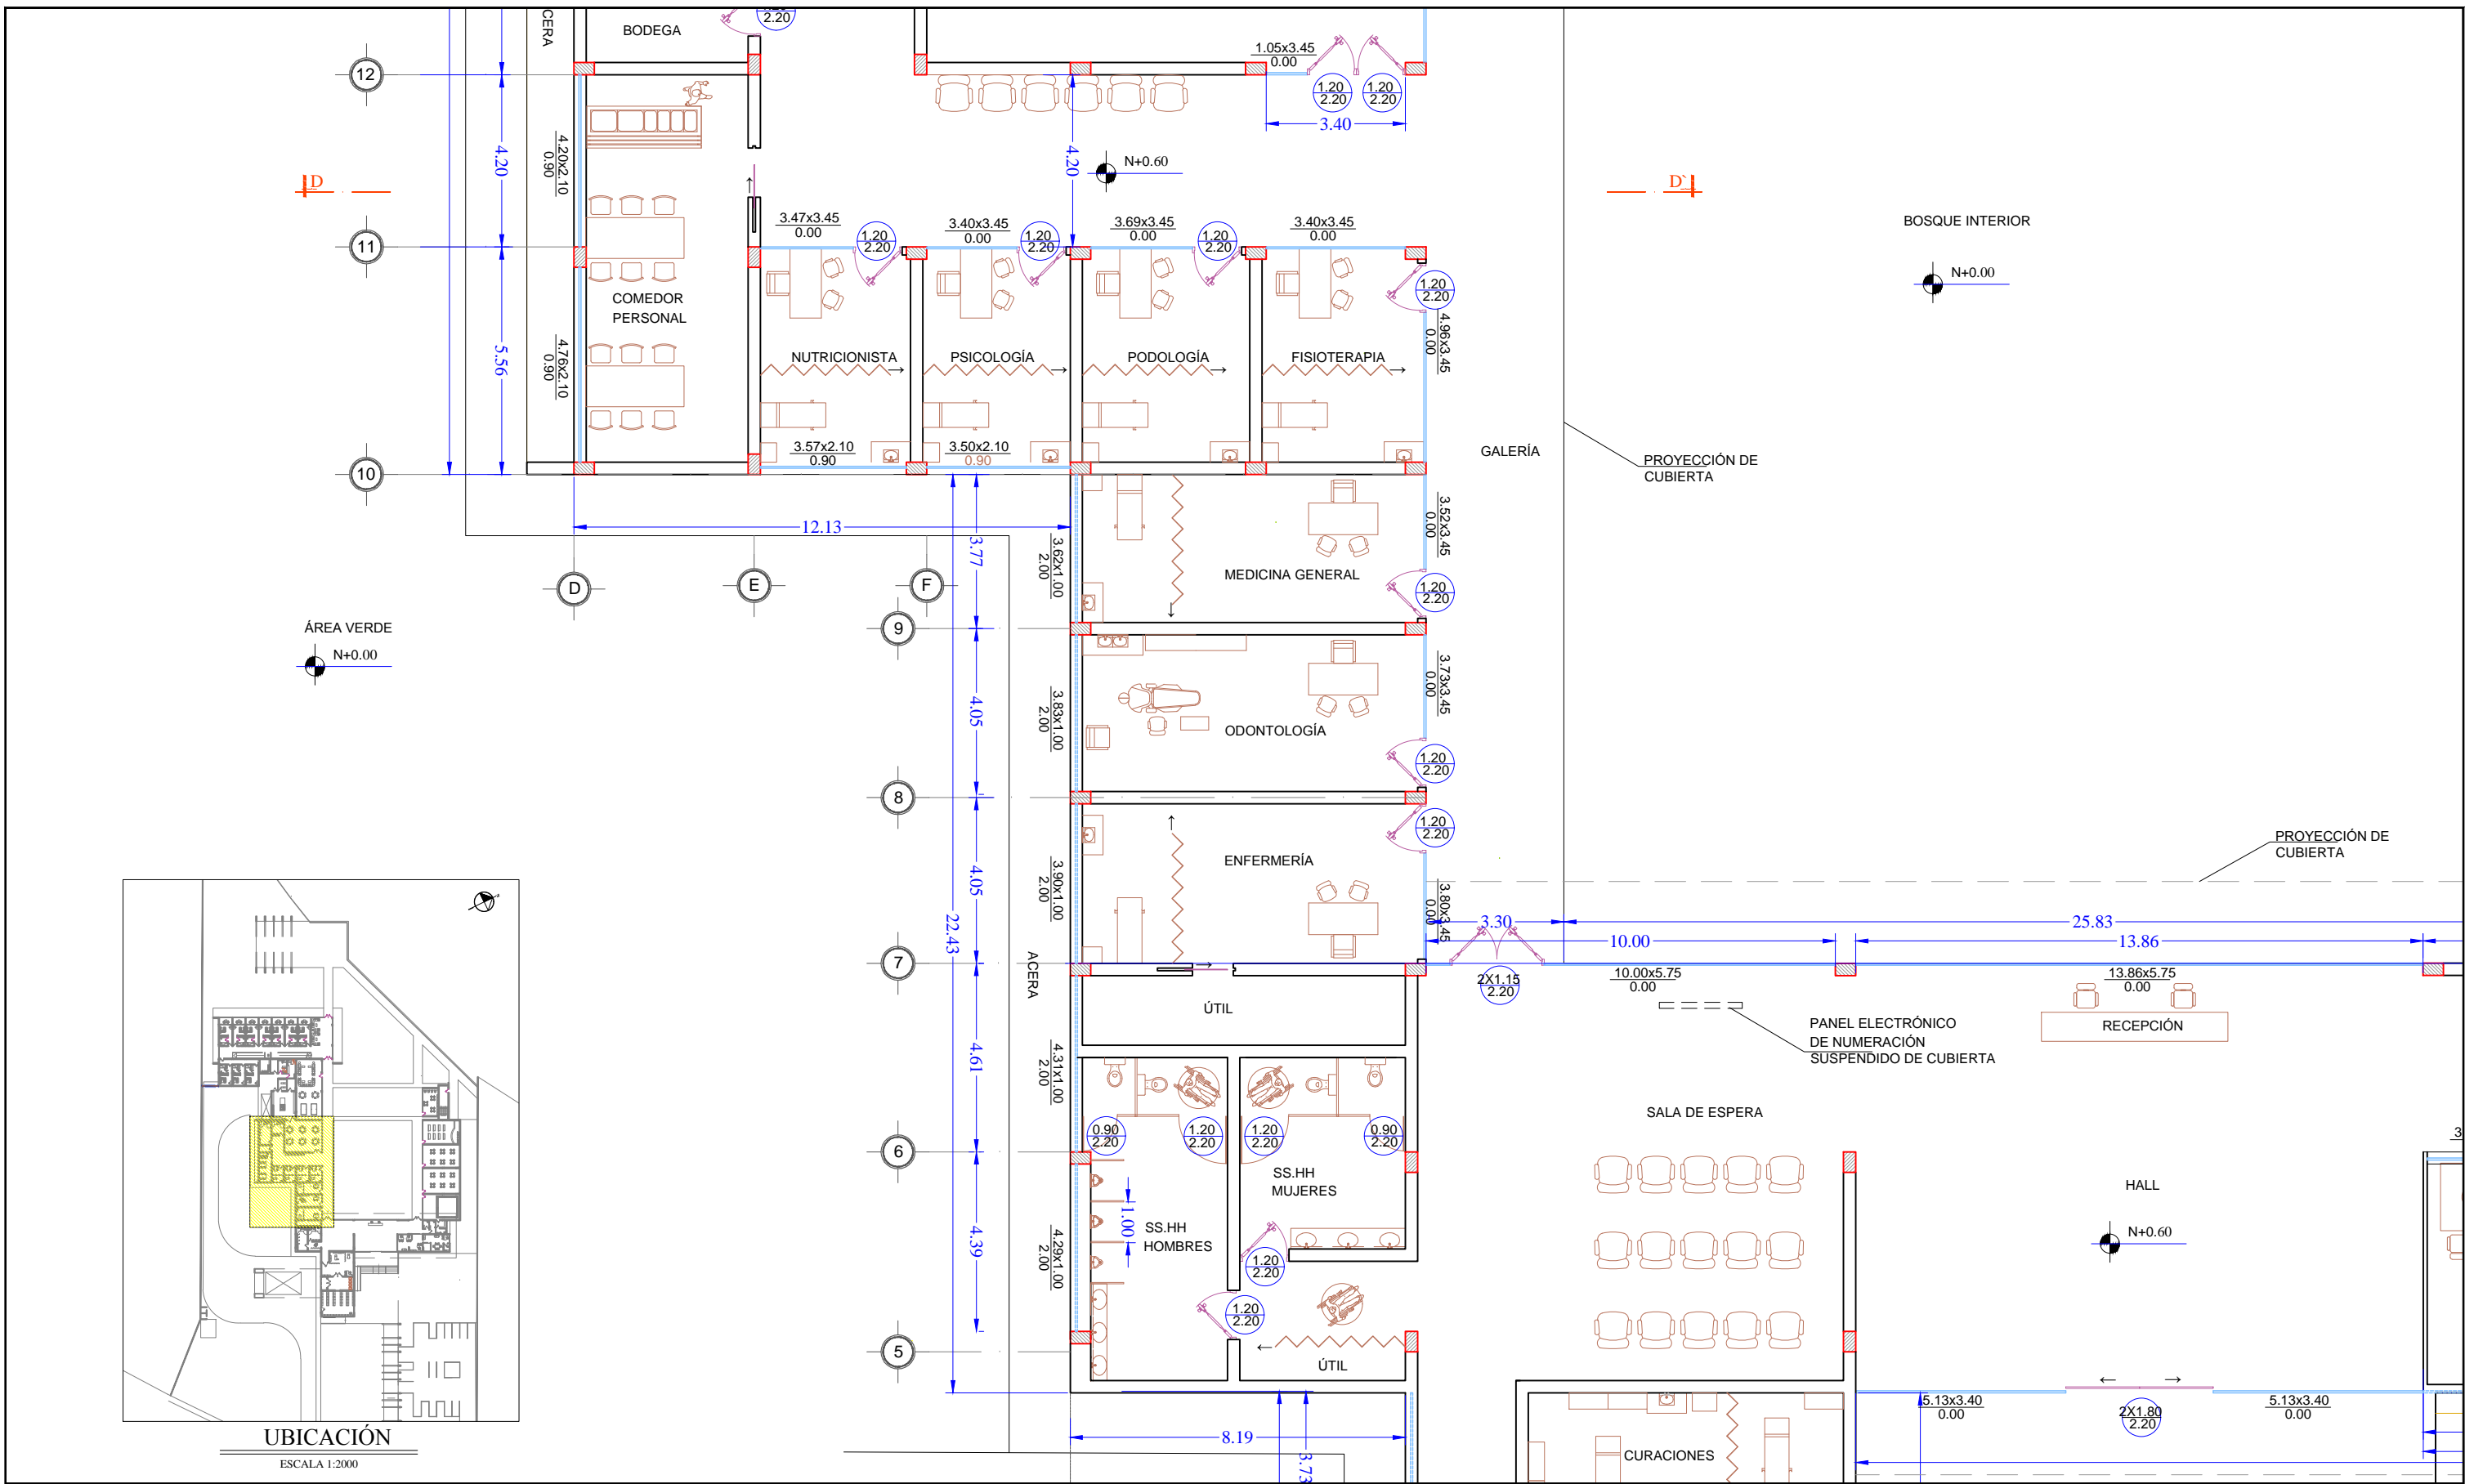 CERA
BODEGA
2.20
1.05x3.45
0.00
12
1.20
2.20
1.20
2.20
3.40
4.20
4.20x2.10
0.90
4.20
N+0.60
D
D`
BOSQUE INTERIOR
N+0.00
3.47x3.45
0.00
1.20
2.20
3.40x3.45
0.00
1.20
2.20
3.69x3.45
0.00
1.20
2.20
3.40x3.45
0.00
11
1.20
2.20
COMEDOR
PERSONAL
5.56
4.76x2.10
0.90
4.96x3.45
0.00
NUTRICIONISTA
PSICOLOGÍA
PODOLOGÍA
FISIOTERAPIA
3.57x2.10
0.90
3.50x2.10
0.90
GALERÍA
PROYECCIÓN DE
CUBIERTA
10
12.13
3.77
3.62x1.00
2.00
3.52x3.45
0.00
MEDICINA GENERAL
1.20
2.20
D
E
F
9
ÁREA VERDE
N+0.00
4.05
3.83x1.00
2.00
3.73x3.45
0.00
ODONTOLOGÍA
1.20
2.20
8
1.20
2.20
ENFERMERÍA
4.05
3.90x1.00
2.00
3.80x3.45
0.00
PROYECCIÓN DE
CUBIERTA
22.43
3.30
25.83
10.00
13.86
7
ACERA
2X1.15
2.20
10.00x5.75
0.00
13.86x5.75
0.00
ÚTIL
PANEL ELECTRÓNICO
DE NUMERACIÓN
SUSPENDIDO DE CUBIERTA
RECEPCIÓN
4.61
4.31x1.00
2.00
SALA DE ESPERA
0.90
2.20
1.20
2.20
1.20
2.20
0.90
2.20
3
6
SS.HH
MUJERES
HALL
1.00
SS.HH
HOMBRES
4.39
4.29x1.00
2.00
N+0.60
1.20
2.20
1.20
2.20
5
ÚTIL
5.13x3.40
0.00
2X1.80
2.20
5.13x3.40
0.00
8.19
3.73
CURACIONES
UBICACIÓN
ESCALA 1:2000